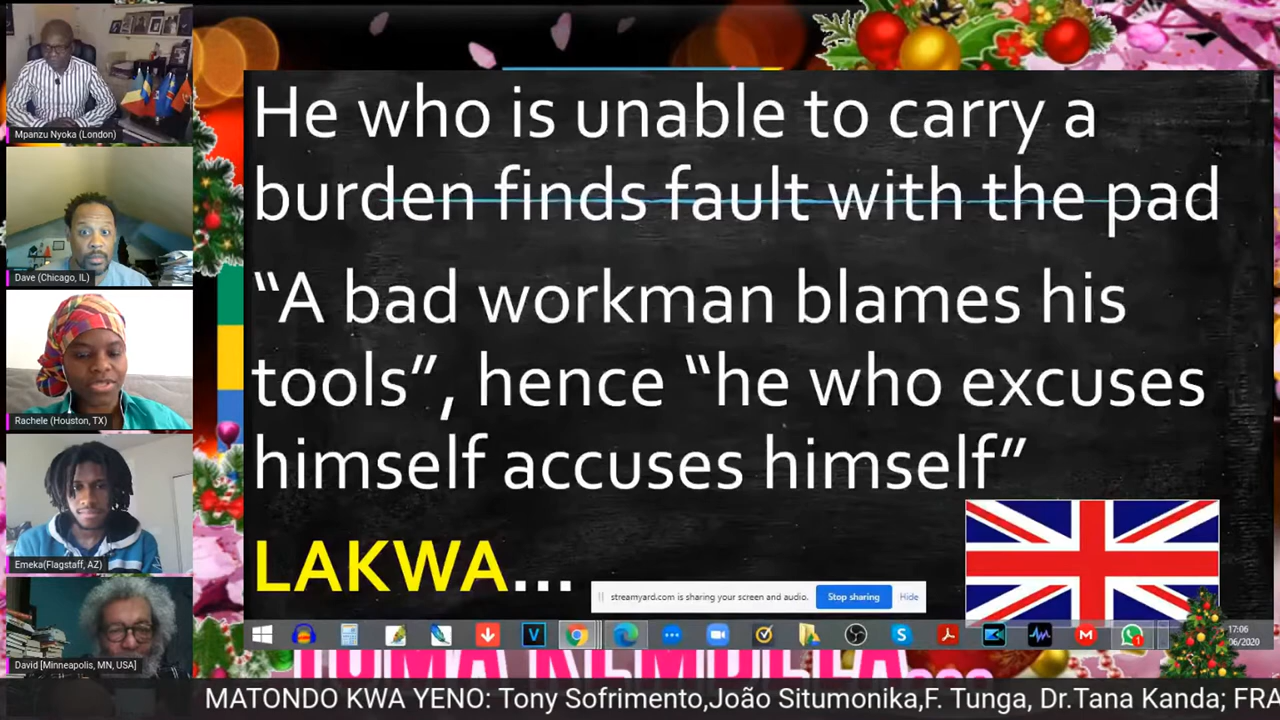 Mpanzu Nyoka (London)
Dave (Chicago, IL)
Rachele (Houston, TX)
Emeka(Flagstaff, AZ)
David [Minneapolis, MN, USA]
He who is unable to carry a
burden finds fault with the pad
“A bad workman blames his
tools”, hence “he who excuses
himself accuses himself”
LAKWA...
streamyard.com is sharing your screen and audio.
Stop sharing
Hide
17:06
06/2020
MATONDO KWA YENO: Tony Sofrimento,João Situmonika,F. Tunga, Dr.Tana Kanda; FRA